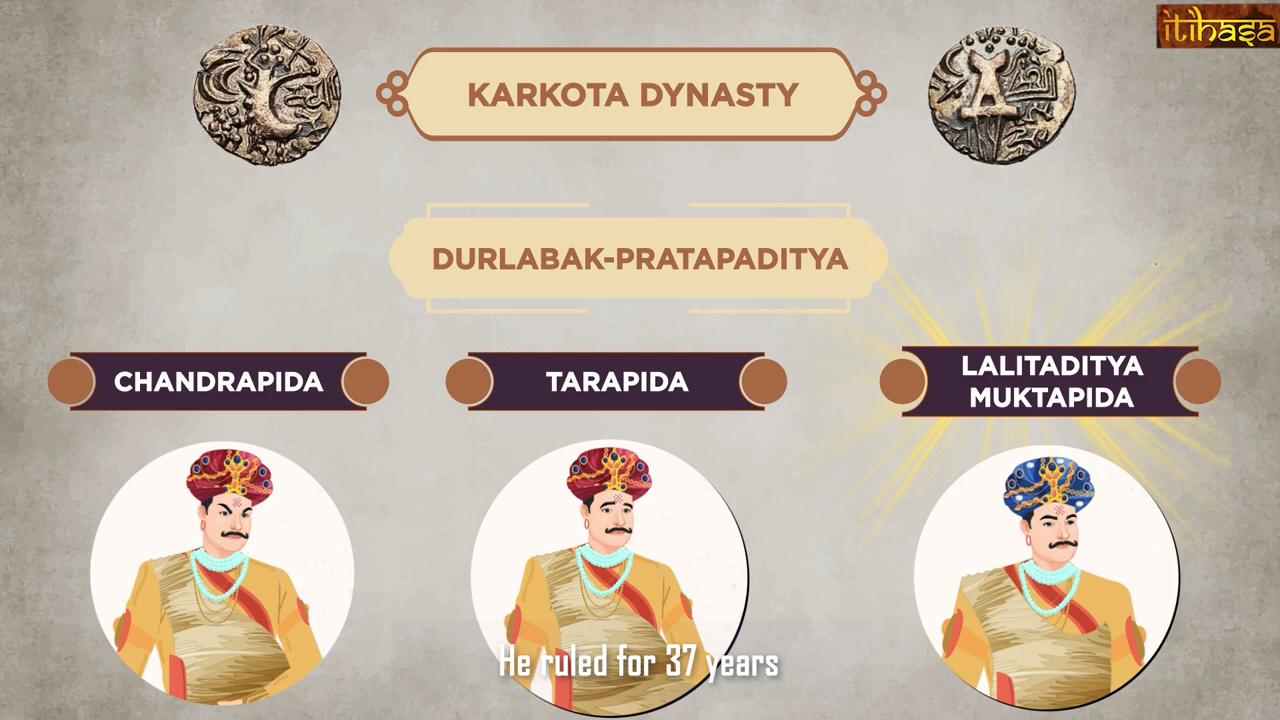 itihasa
KARKOTA DYNASTY
DURLABAK-PRATAPADITYA
CHANDRAPIDA
TARAPIDA
LALITADITYA
MUKTAPIDA
He ruled for 37 years